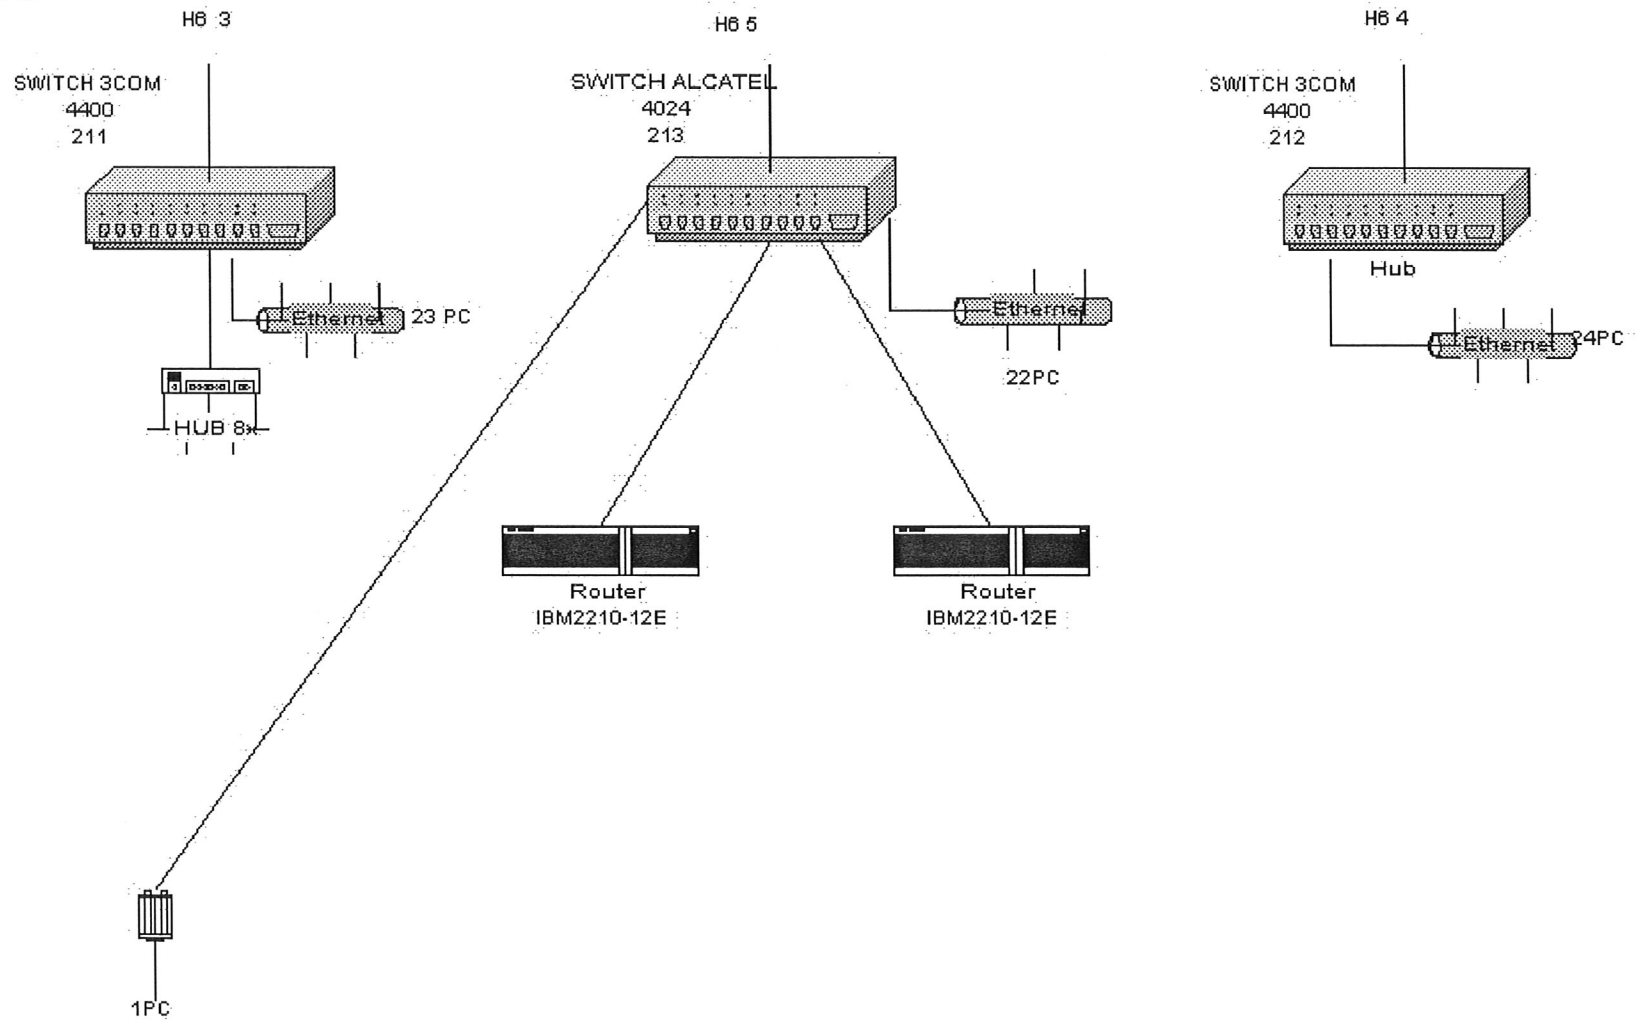 H6 3
H6 5
H6 4
SWITCH 3COM
4400
211
SWITCH ALCATEL
4024
213
SWITCH 3COM
4400
212
Hub
Ethernet
23 PC
Ethernet
22PC
Ethernet
24PC
HUB 8x
Router
IBM2210-12E
Router
IBM2210-12E
1PC